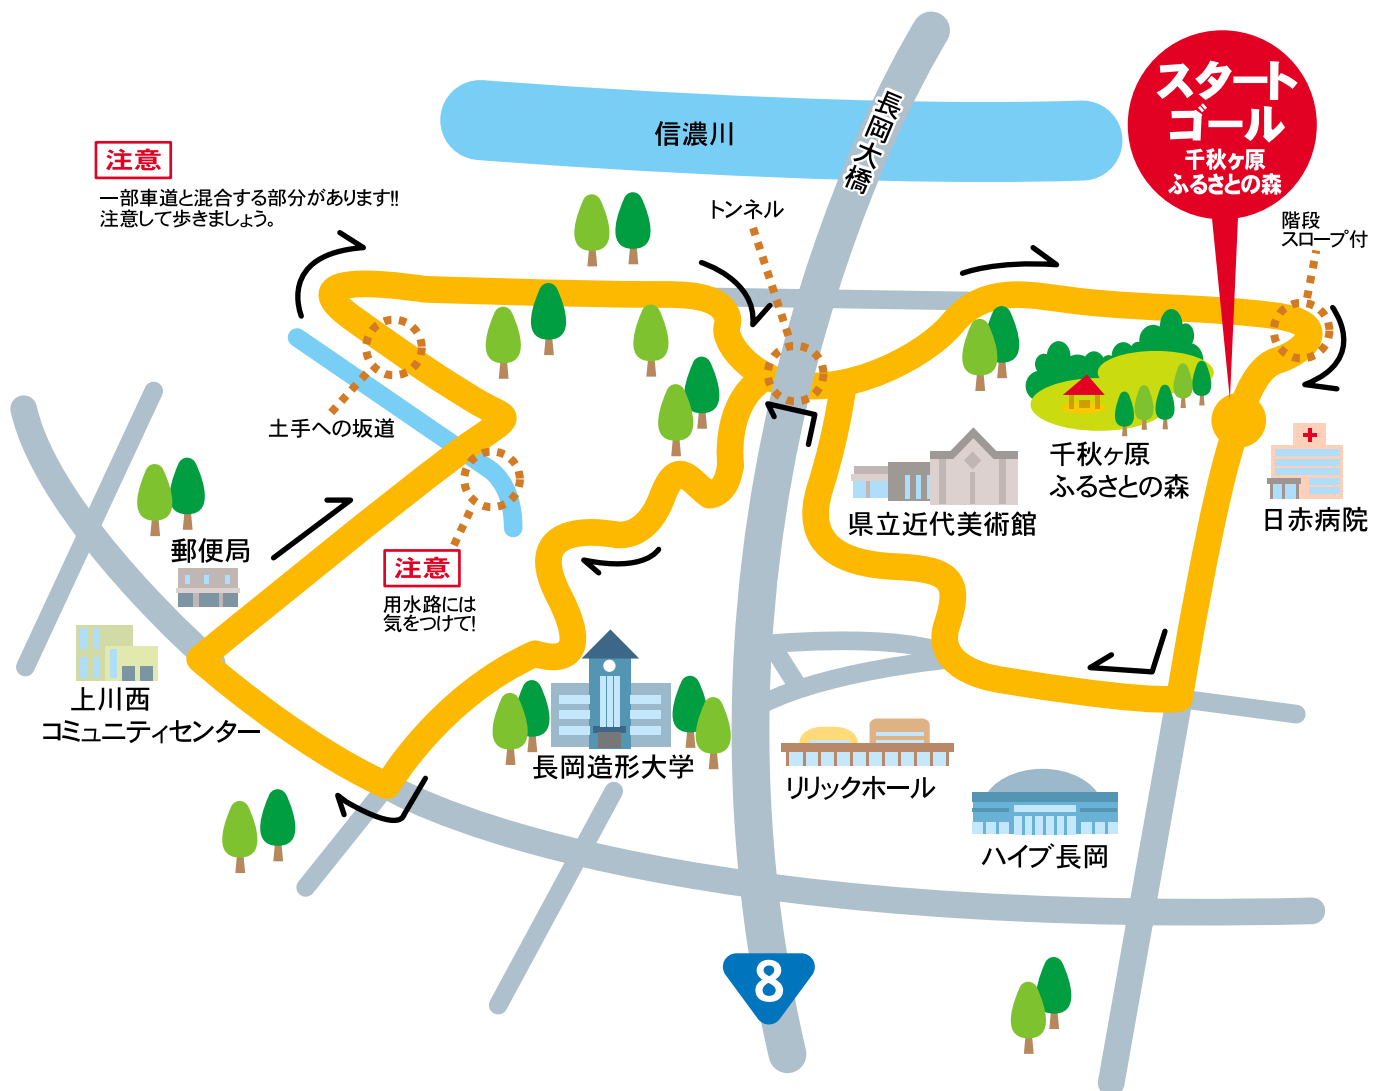 スタート
ゴール
千秋ヶ原
ふるさとの森
長岡大橋
信濃川
注意
一部車道と混合する部分があります!!
注意して歩きましょう。
トンネル
階段
スロープ付
土手への坂道
千秋ヶ原
ふるさとの森
日赤病院
県立近代美術館
郵便局
注意
用水路には
気をつけて!
上川西
コミュニティセンター
長岡造形大学
リリックホール
ハイブ長岡
8